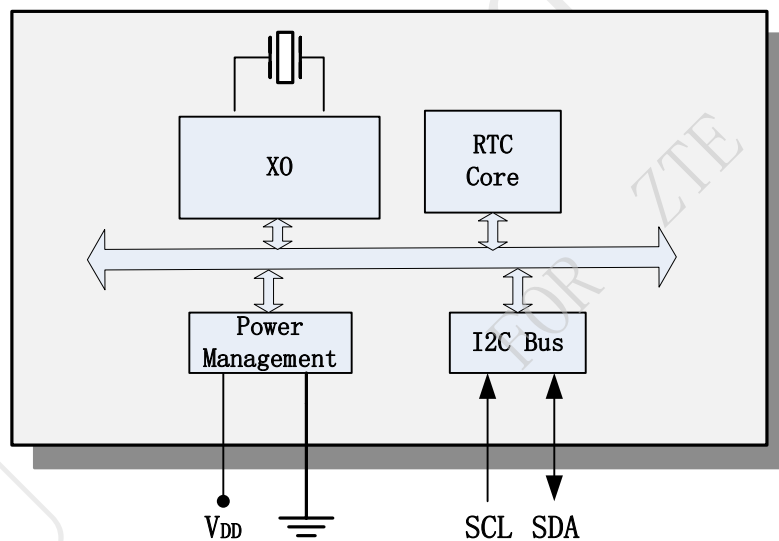 XO
RTC
Core
Power
Management
I2C Bus
VDD
SCL SDA
FOR ZTE